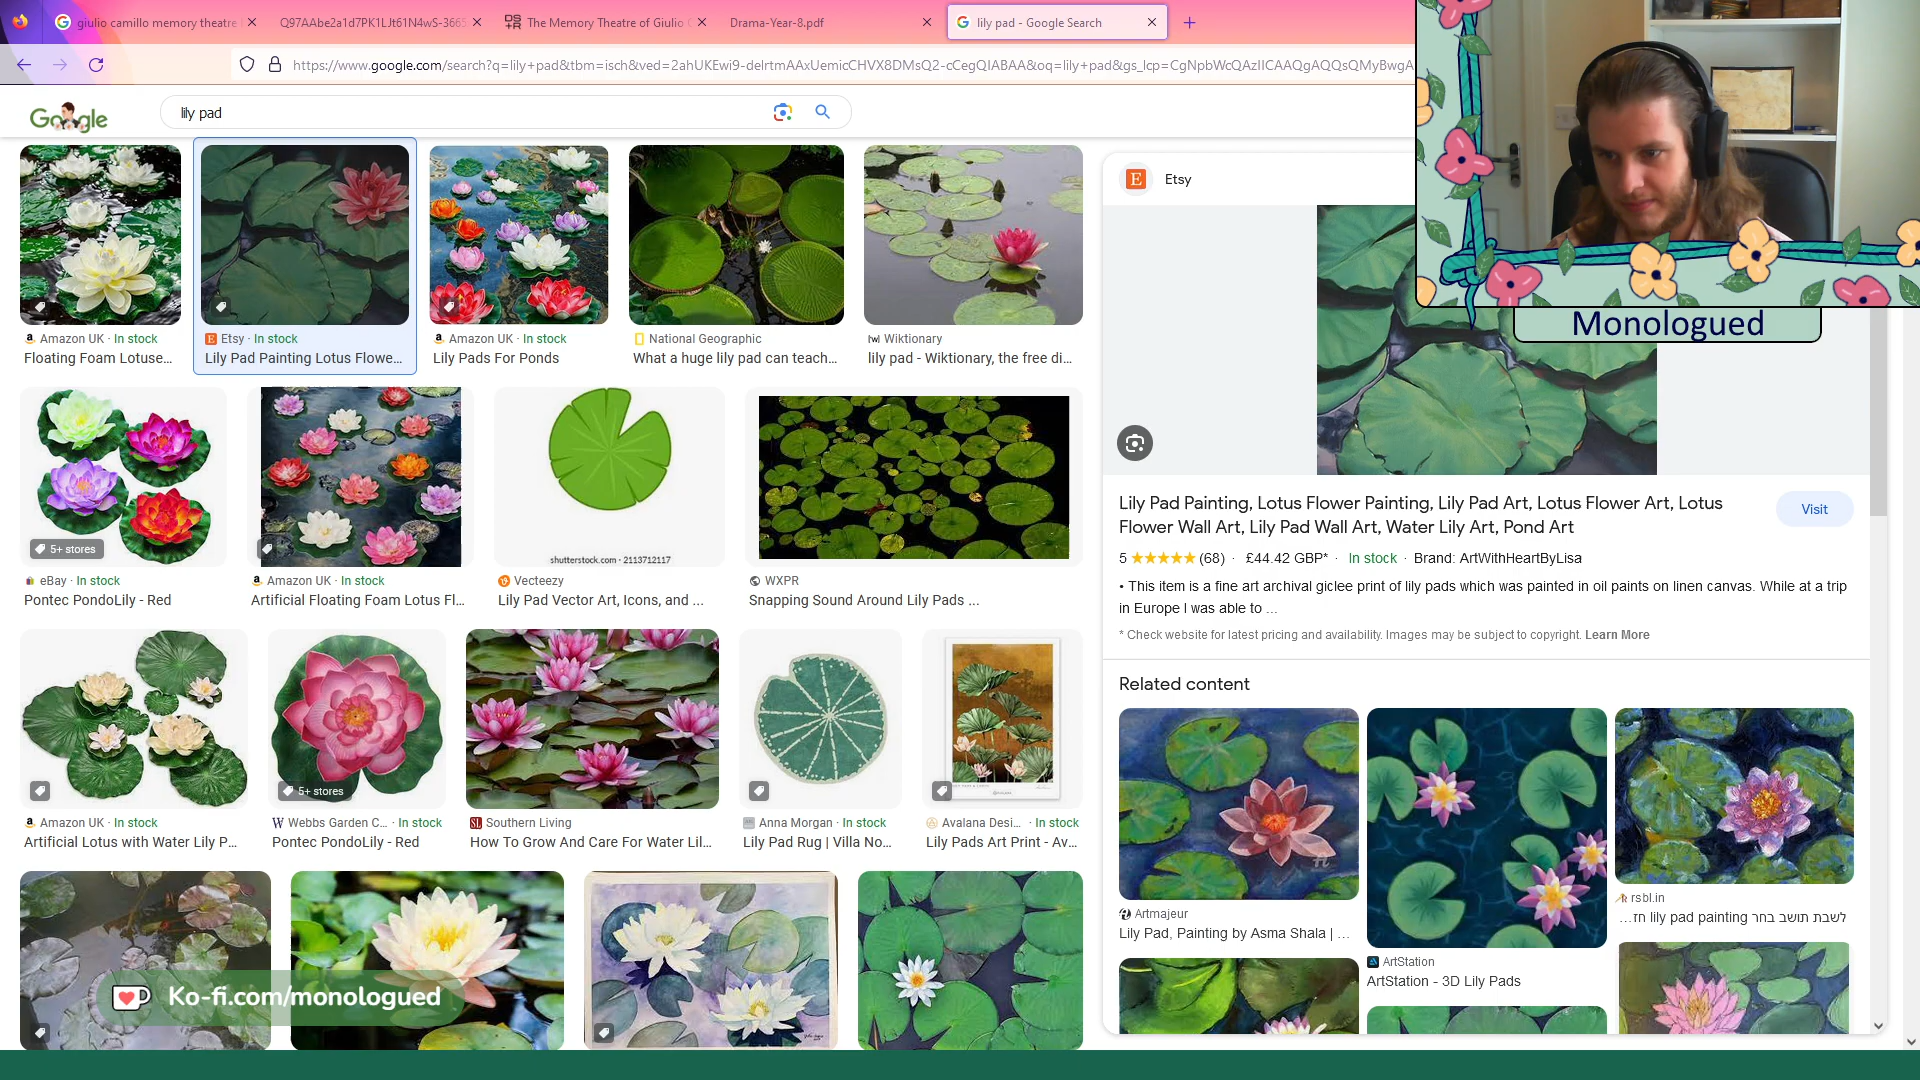 giulio camillo memory theatre
Q97AAbe2a1d7PK1LJt61N4wS-3665
The Memory Theatre of Giulio C
Drama-Year-8.pdf
lily pad - Google Search
https://www.google.com/search?q=lily+pad&tbm=isch&ved=2ahUKEwi9-delrtmAAxUemicCHVX8DMsQ2-cCegQIABAA&oq=lily+pad&gs_lcp=CgNpbWcQAzIICAAQgAQQsQMyBwgA
Google
lily pad
Amazon UK · In stock
Floating Foam Lotuse...
Etsy · In stock
Lily Pad Painting Lotus Flowe...
Amazon UK · In stock
Lily Pads For Ponds
National Geographic
What a huge lily pad can teach...
Wiktionary
lily pad - Wiktionary, the free di...
5+ stores
eBay · In stock
Pontec PondoLily - Red
Amazon UK · In stock
Artificial Floating Foam Lotus Fl...
shutterstock.com · 2113712117
Vecteezy
Lily Pad Vector Art, Icons, and ...
WXPR
Snapping Sound Around Lily Pads ...
Amazon UK · In stock
Artificial Lotus with Water Lily P...
5+ stores
Webbs Garden C... · In stock
Pontec PondoLily - Red
Southern Living
How To Grow And Care For Water Lil...
Anna Morgan · In stock
Lily Pad Rug | Villa No...
Avalana Desi... · In stock
Lily Pads Art Print - Av...
Ko-fi.com/monologued
Etsy
Monologued
Lily Pad Painting, Lotus Flower Painting, Lily Pad Art, Lotus Flower Art, Lotus
Flower Wall Art, Lily Pad Wall Art, Water Lily Art, Pond Art
Visit
5 ★★★★★ (68) · £44.42 GBP* · In stock · Brand: ArtWithHeartByLisa
• This item is a fine art archival giclee print of lily pads which was painted in oil paints on linen canvas. While at a trip
in Europe I was able to ...
* Check website for latest pricing and availability. Images may be subject to copyright. Learn More
Related content
Artmajeur
Lily Pad, Painting by Asma Shala | ...
ArtStation
ArtStation - 3D Lily Pads
rsbl.in
לשבת תושב בחר lily pad painting חז...